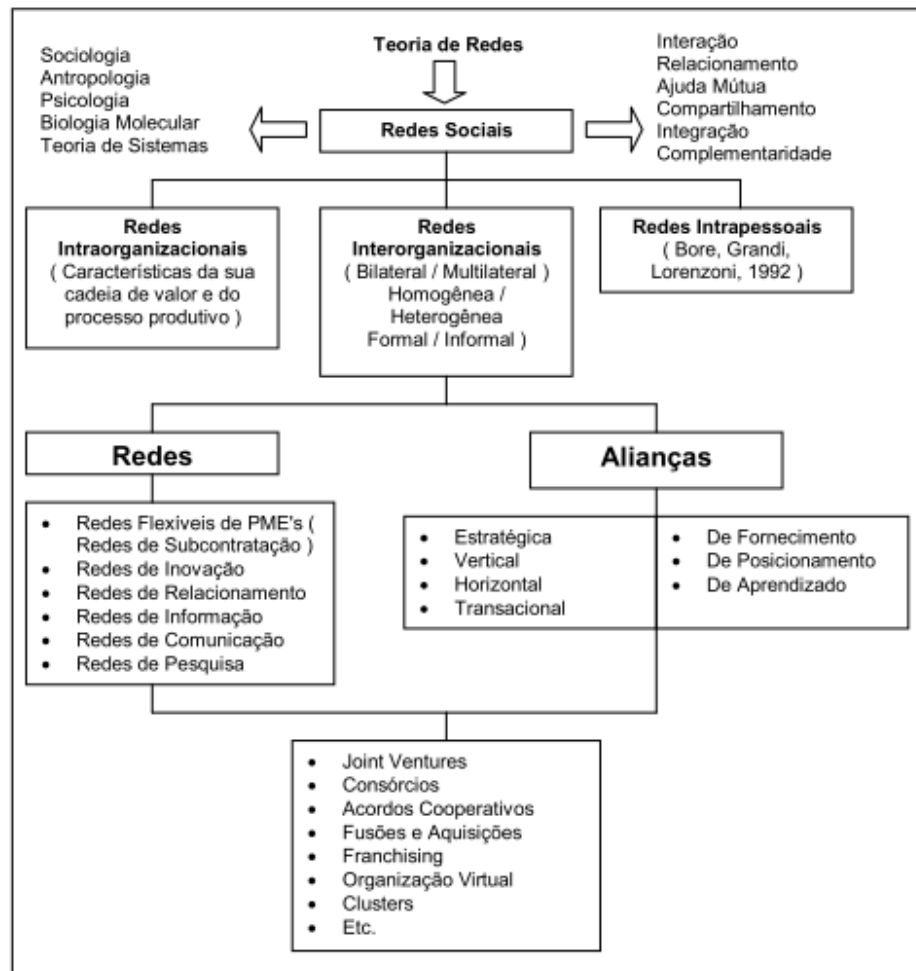 Teoria de Redes
Sociologia
Antropologia
Psicologia
Biologia Molecular
Teoria de Sistemas
Redes Sociais
Interação
Relacionamento
Ajuda Mútua
Compartilhamento
Integração
Complementaridade
Redes
Intraorganizacionais
( Características da sua
cadeia de valor e do
processo produtivo )
Redes
Interorganizacionais
( Bilateral / Multilateral )
Homogênea /
Heterogênea
Formal / Informal )
Redes Intrapessoais
( Bore, Grandi,
Lorenzoni, 1992 )
Redes
• Redes Flexíveis de PME's (
Redes de Subcontratação )
• Redes de Inovação
• Redes de Relacionamento
• Redes de Informação
• Redes de Comunicação
• Redes de Pesquisa
Alianças
• Estratégica
• Vertical
• Horizontal
• Transacional
• De Fornecimento
• De Posicionamento
• De Aprendizado
• Joint Ventures
• Consórcios
• Acordos Cooperativos
• Fusões e Aquisições
• Franchising
• Organização Virtual
• Clusters
• Etc.